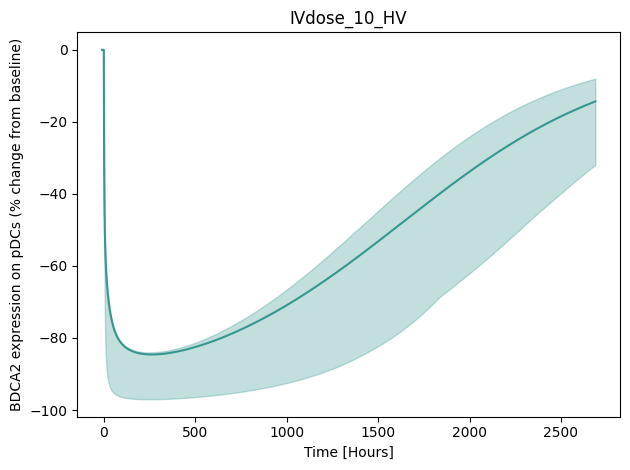 IVdose_10_HV
BDCA2 expression on pDCs (% change from baseline)
0
−20
−40
−60
−80
−100
0 500 1000 1500 2000 2500
Time [Hours]